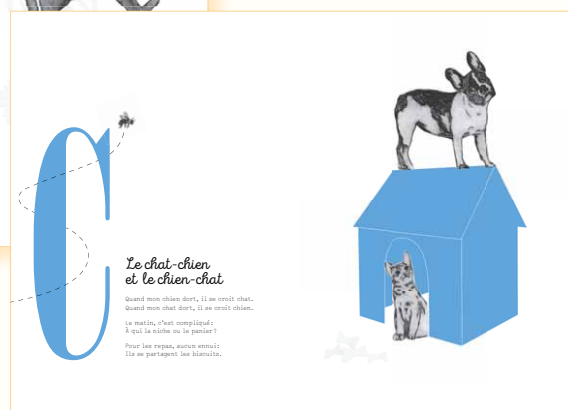 C
Le chat-chien
et le chien-chat
Quand mon chien dort, il se croit chat.
Quand mon chat dort, il se croit chien.
Le matin, c'est compliqué:
À qui la niche ou le panier?
Pour les repas, aucun ennui:
Ils se partagent les biscuits.